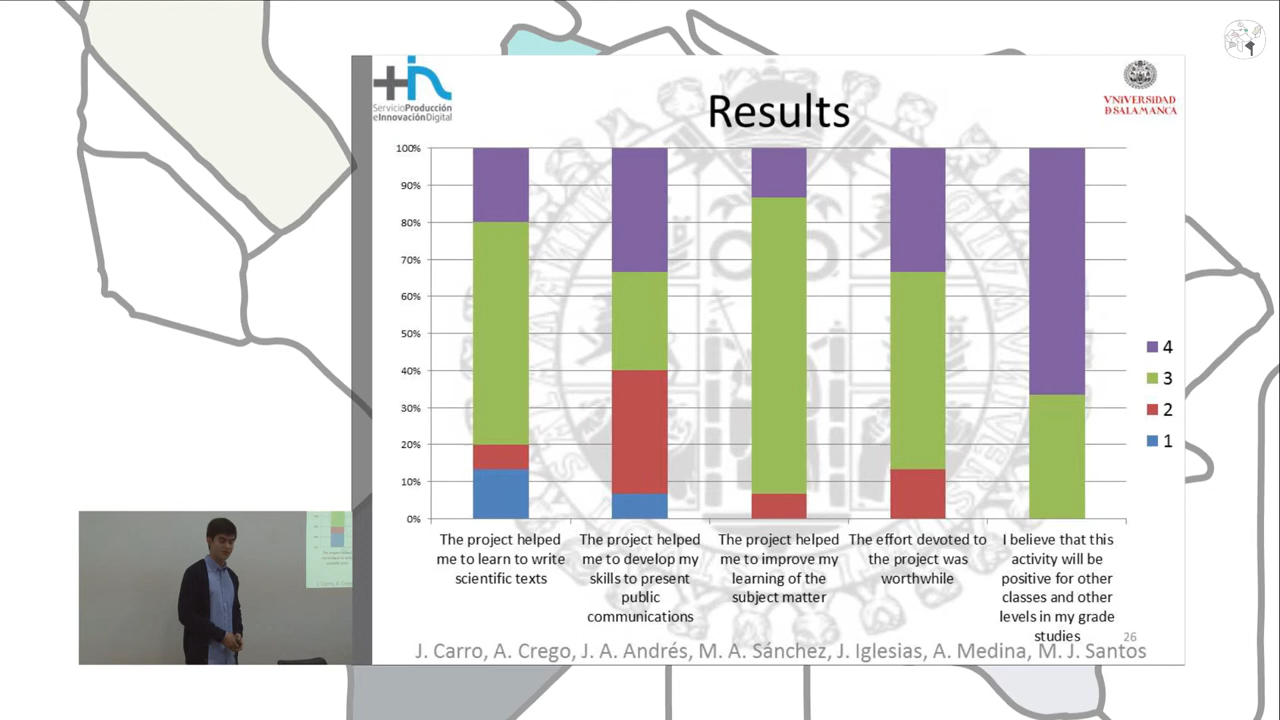 +in
Servicio Producción
e Innovación Digital
Results
VNiVERSiDAD
D SALAMANCA
100%
90%
80%
70%
60%
50%
40%
30%
20%
10%
0%
4
3
2
1
The project helped
me to learn to write
scientific texts
The project helped
me to develop my
skills to present
public
communications
The project helped
me to improve my
learning of the
subject matter
The effort devoted to
the project was
worthwhile
I believe that this
activity will be
positive for other
classes and other
levels in my grade
studies
26
J. Carro, A. Crego, J. A. Andrés, M. A. Sánchez, J. Iglesias, A. Medina, M. J. Santos